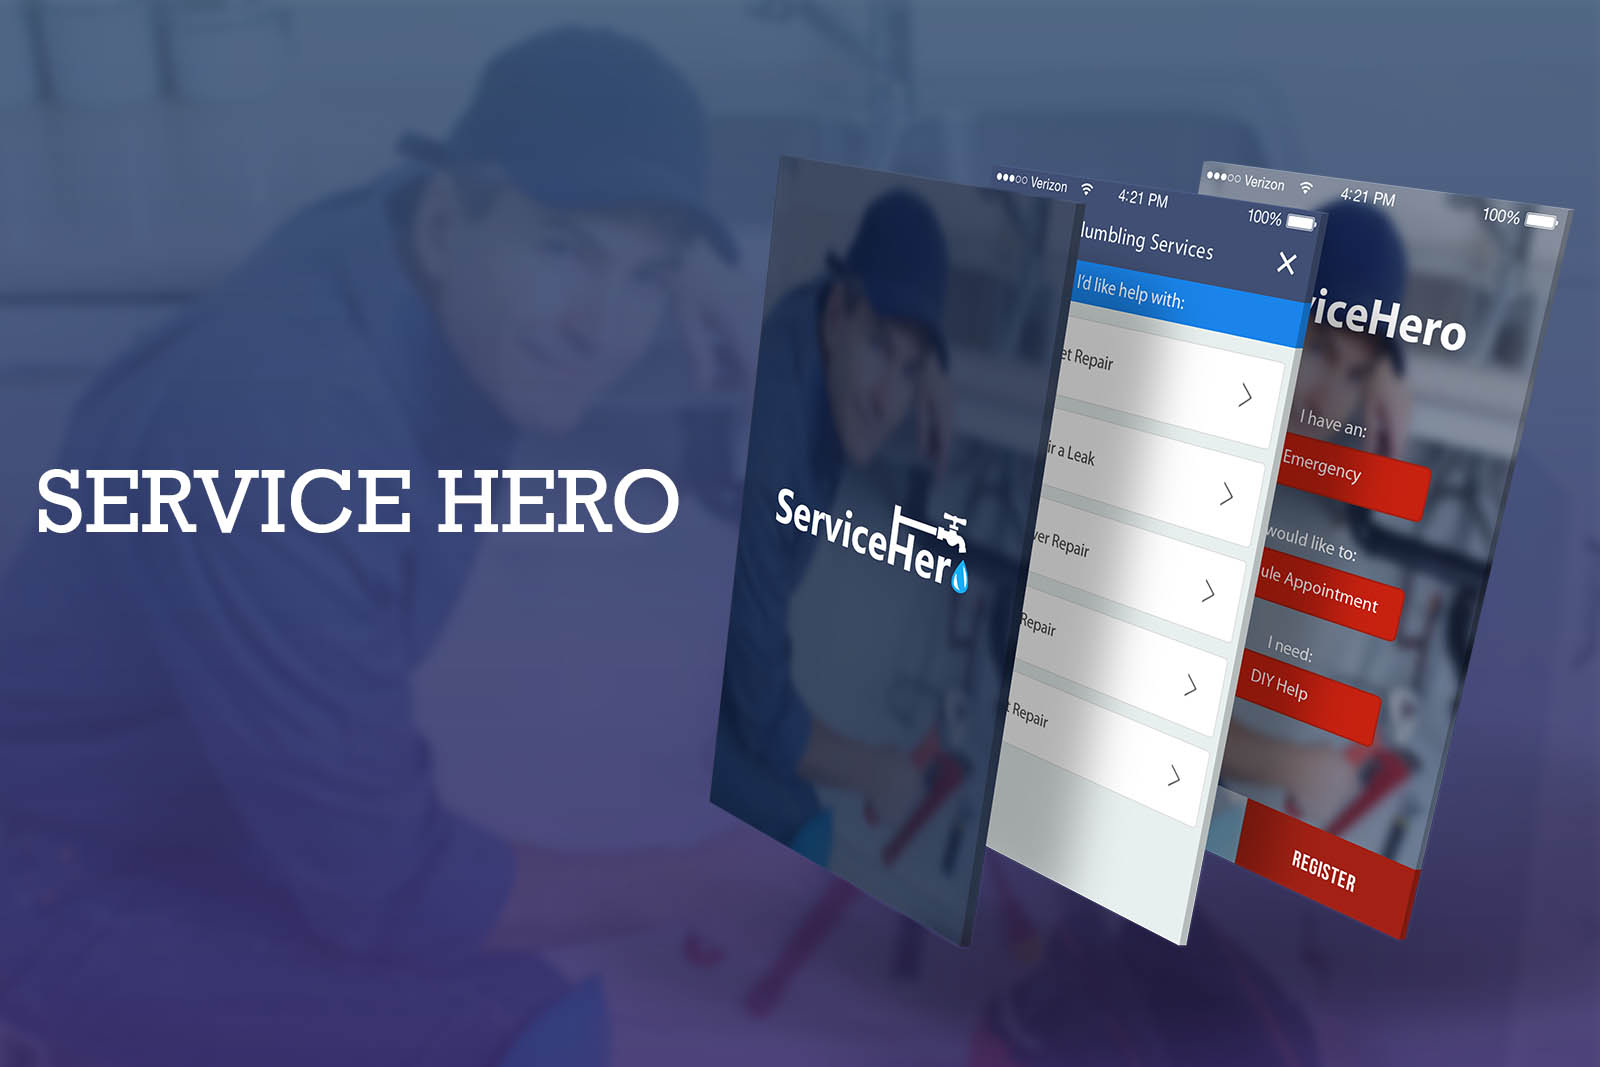 SERVICE HERO
ServiceHero
Verizon 4:21 PM 100%
lumbling Services
I'd like help with:
et Repair
ir a Leak
er Repair
Repair
t Repair
Verizon 4:21 PM 100%
viceHero
I have an:
Emergency
would like to:
ule Appointment
I need:
DIY Help
REGISTER